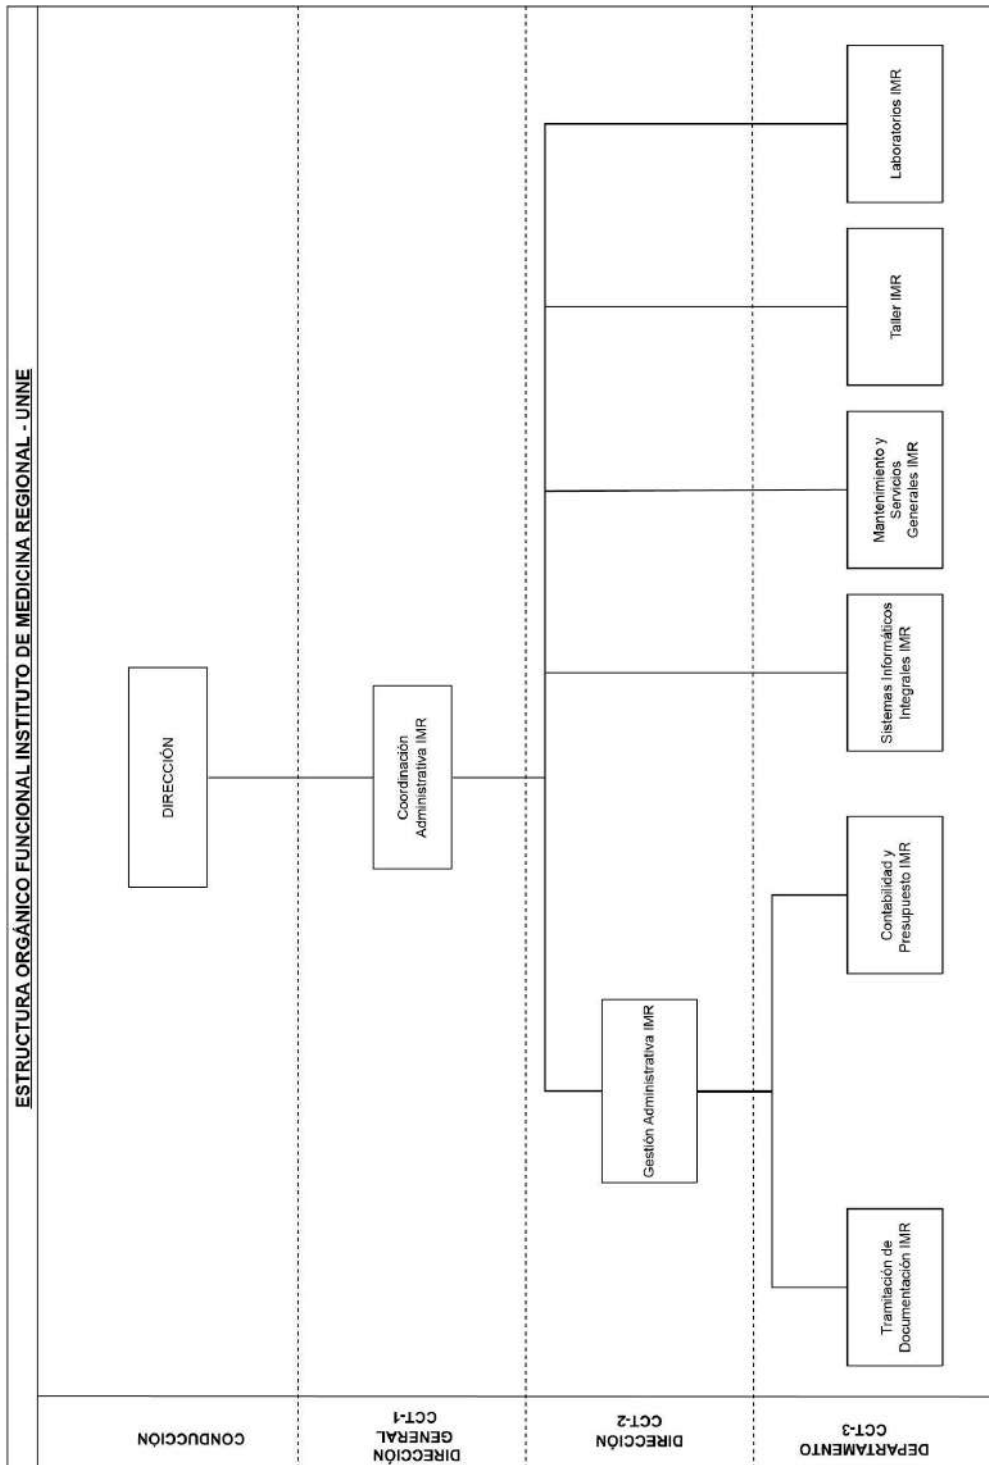 ESTRUCTURA ORGÁNICO FUNCIONAL INSTITUTO DE MEDICINA REGIONAL - UNNE
CONDUCCIÓN
DIRECCIÓN
DIRECCIÓN
GENERAL
CCT-1
Coordinación
Administrativa IMR
DIRECCIÓN
CCT-2
Gestión Administrativa IMR
DEPARTAMENTO
CCT-3
Tramitación de
Documentación IMR
Contabilidad y
Presupuesto IMR
Sistemas Informáticos
Integrales IMR
Mantenimiento y
Servicios
Generales IMR
Taller IMR
Laboratorios IMR